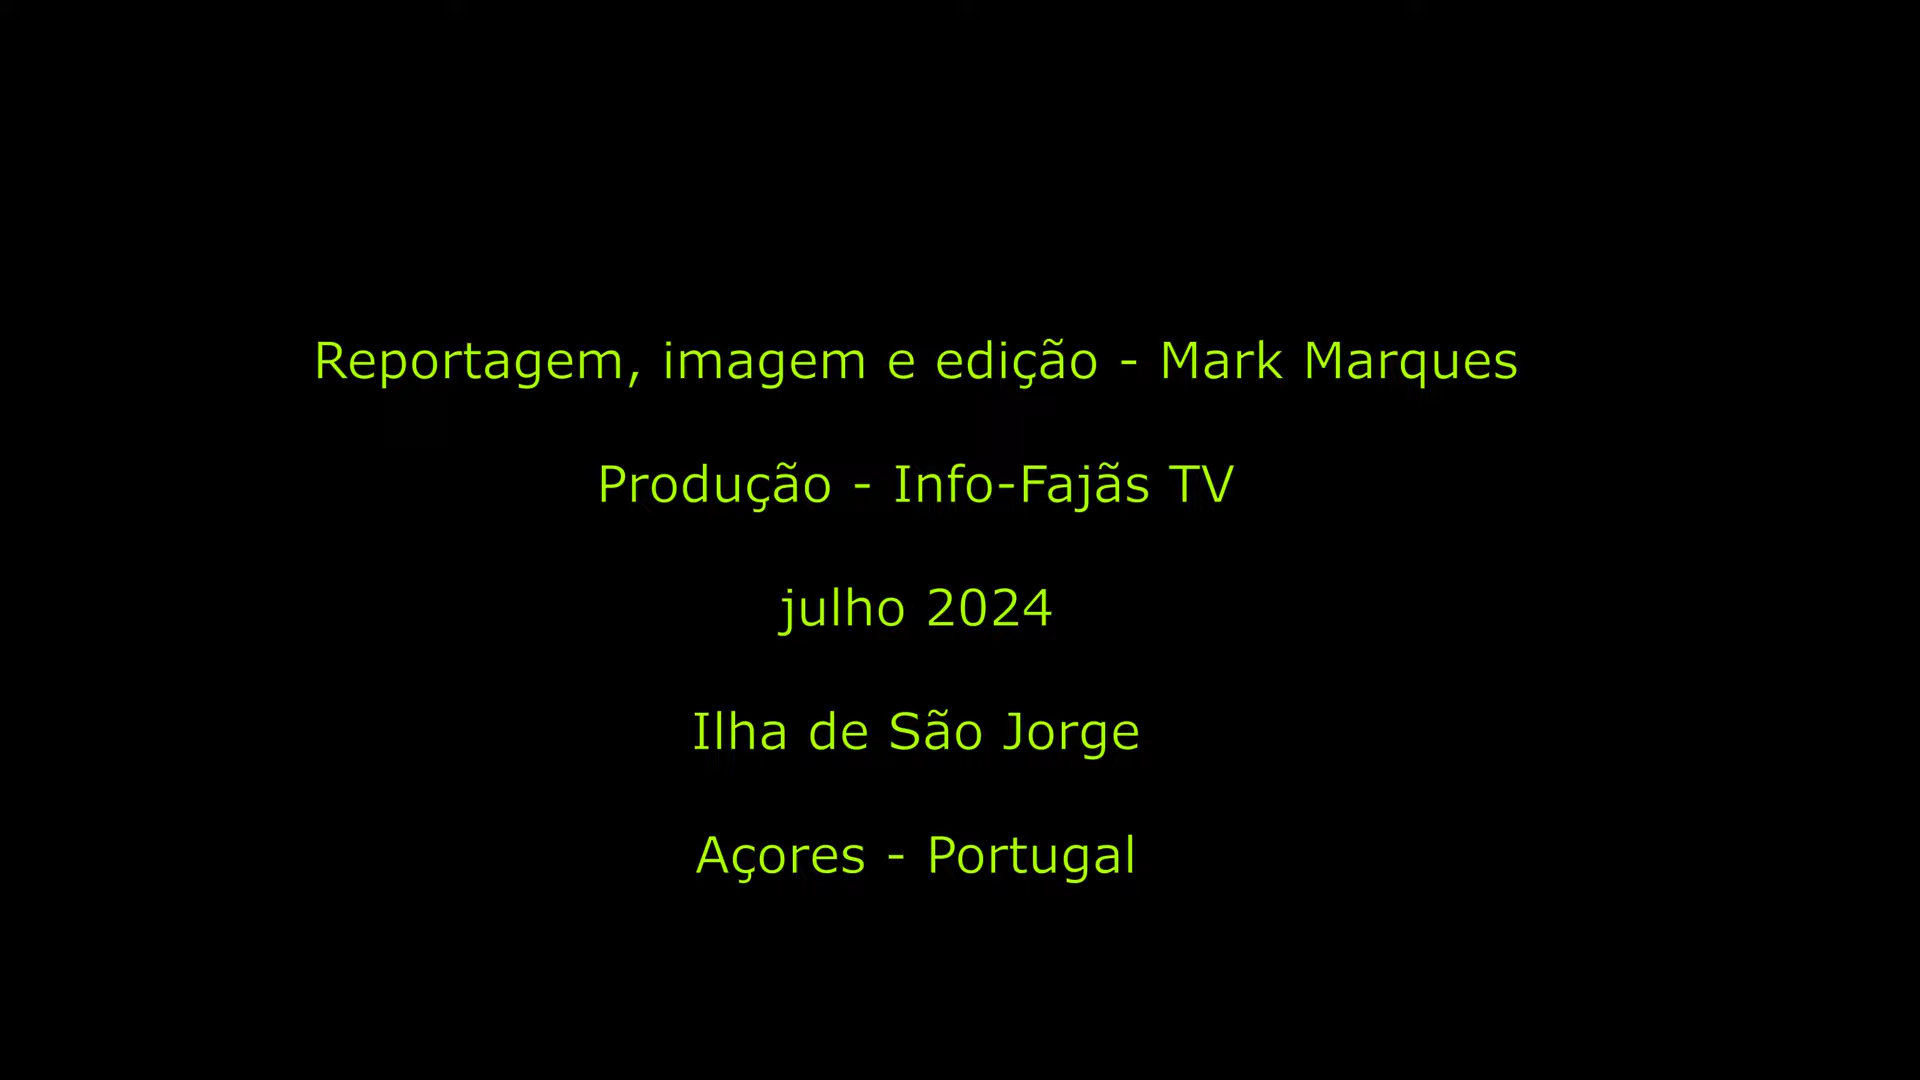 Reportagem, imagem e edição - Mark Marques
Produção - Info-Fajãs TV
julho 2024
Ilha de São Jorge
Açores - Portugal